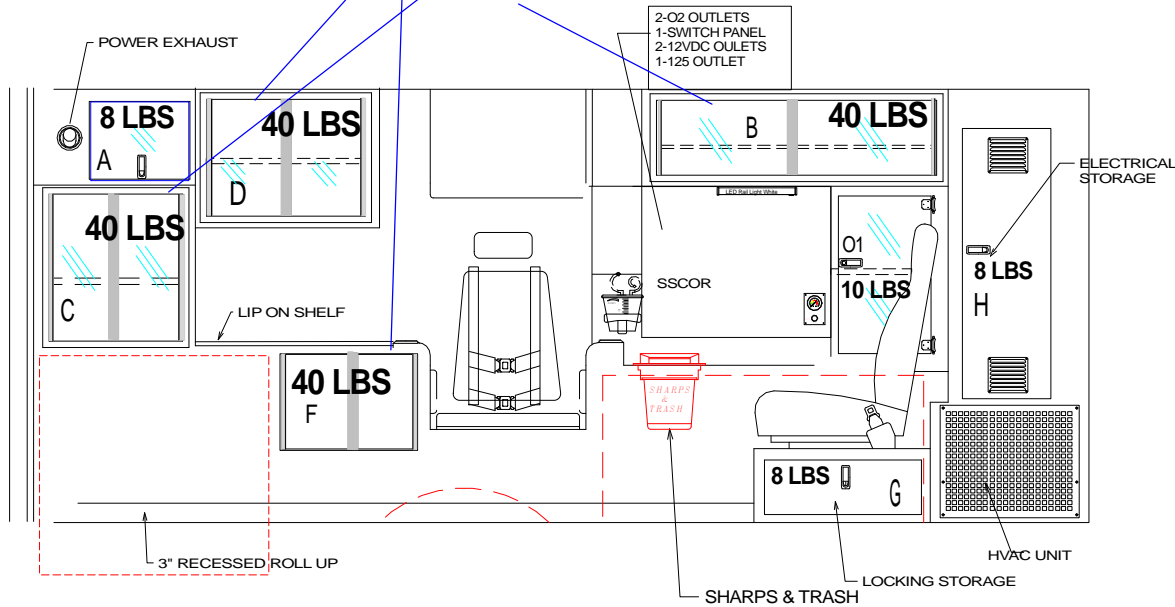 2-O2 OUTLETS
1-SWITCH PANEL
2-12VDC OULETS
1-125 OUTLET
POWER EXHAUST
8 LBS
A
40 LBS
D
B
40 LBS
ELECTRICAL
STORAGE
LED Rail Light White
40 LBS
C
O1
10 LBS
8 LBS
H
SSCOR
LIP ON SHELF
40 LBS
F
SHARPS
&
TRASH
8 LBS
G
3" RECESSED ROLL UP
HVAC UNIT
LOCKING STORAGE
SHARPS & TRASH